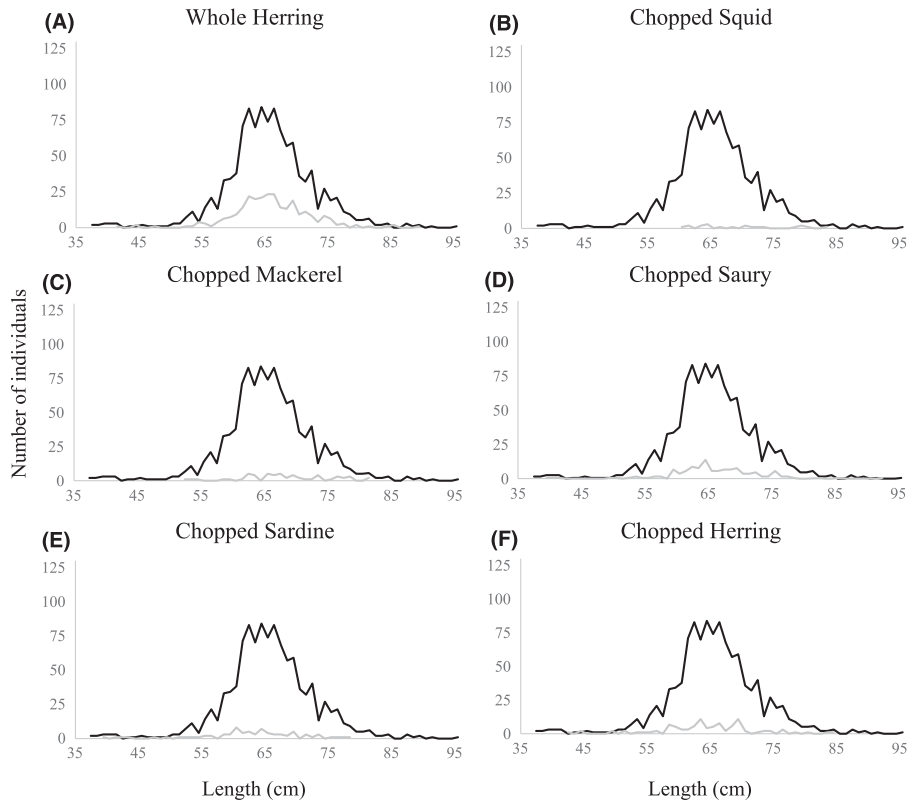 (A) Whole Herring
125
100
75
50
25
0
35 45 55 65 75 85 95
(B) Chopped Squid
125
100
75
50
25
0
35 45 55 65 75 85 95
(C) Chopped Mackerel
125
100
75
50
25
0
35 45 55 65 75 85 95
(D) Chopped Saury
125
100
75
50
25
0
35 45 55 65 75 85 95
Number of individuals
(E) Chopped Sardine
125
100
75
50
25
0
35 45 55 65 75 85 95
Length (cm)
(F) Chopped Herring
125
100
75
50
25
0
35 45 55 65 75 85 95
Length (cm)